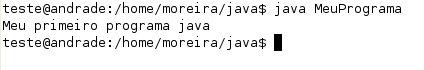 teste@andrade:/home/moreira/java$ java MeuPrograma
Meu primeiro programa java
teste@andrade:/home/moreira/java$